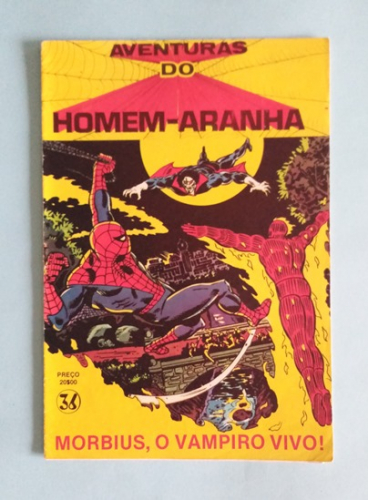 AVENTURAS
DO
HOMEM-ARANHA
PREÇO
20$00
36
MORBIUS, O VAMPIRO VIVO!